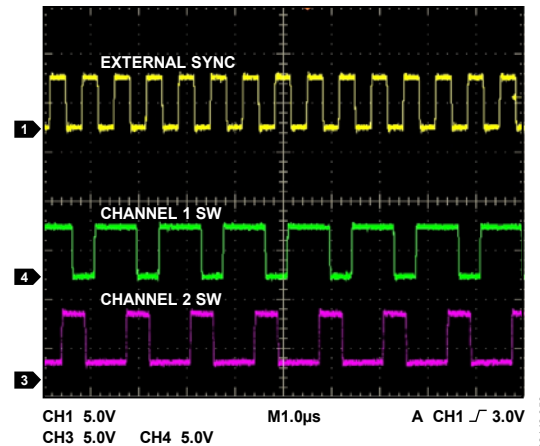 EXTERNAL SYNC
1
CHANNEL 1 SW
4
CHANNEL 2 SW
3
CH1 5.0V M1.0µs A CH1 3.0V
CH3 5.0V CH4 5.0V